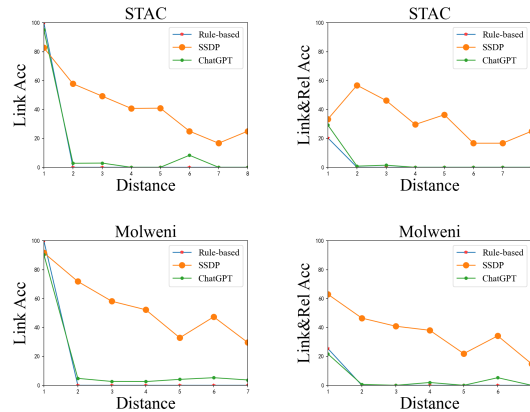 STAC
Link Acc
100
80
60
40
20
0
Rule-based
SSDP
ChatGPT
1 2 3 4 5 6 7 8
Distance
STAC
Link&Rel Acc
100
80
60
40
20
0
Rule-based
SSDP
ChatGPT
1 2 3 4 5 6 7 8
Distance
Molweni
Link Acc
100
80
60
40
20
0
Rule-based
SSDP
ChatGPT
1 2 3 4 5 6 7
Distance
Molweni
Link&Rel Acc
100
80
60
40
20
0
Rule-based
SSDP
ChatGPT
1 2 3 4 5 6 7
Distance